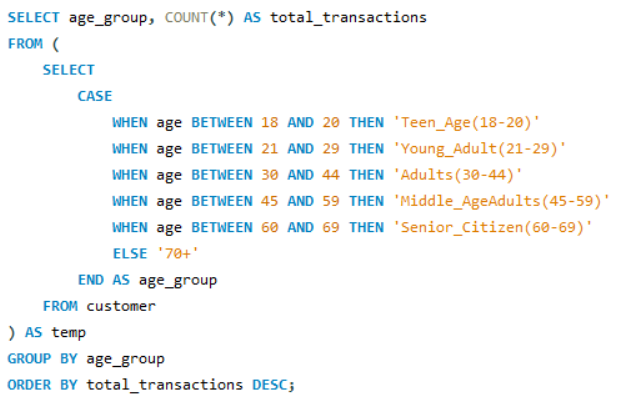 SELECT age_group, COUNT(*) AS total_transactions
FROM (
    SELECT
        CASE
            WHEN age BETWEEN 18 AND 20 THEN 'Teen_Age(18-20)'
            WHEN age BETWEEN 21 AND 29 THEN 'Young_Adult(21-29)'
            WHEN age BETWEEN 30 AND 44 THEN 'Adults(30-44)'
            WHEN age BETWEEN 45 AND 59 THEN 'Middle_AgeAdults(45-59)'
            WHEN age BETWEEN 60 AND 69 THEN 'Senior_Citizen(60-69)'
            ELSE '70+'
        END AS age_group
    FROM customer
) AS temp
GROUP BY age_group
ORDER BY total_transactions DESC;